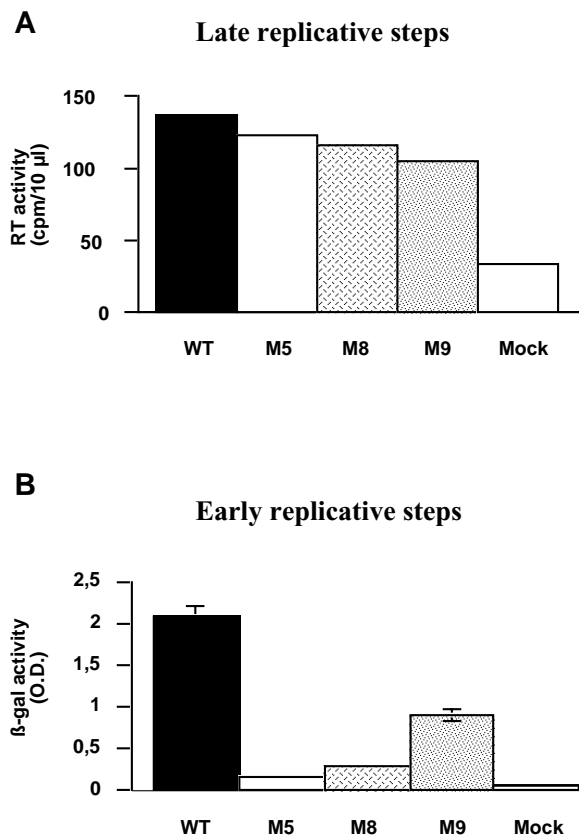 A
Late replicative steps
RT activity
(cpm/10 µl)
150
100
50
0
WT M5 M8 M9 Mock
B
Early replicative steps
ß-gal activity
(O.D.)
2,5
2
1,5
1
0,5
0
WT M5 M8 M9 Mock